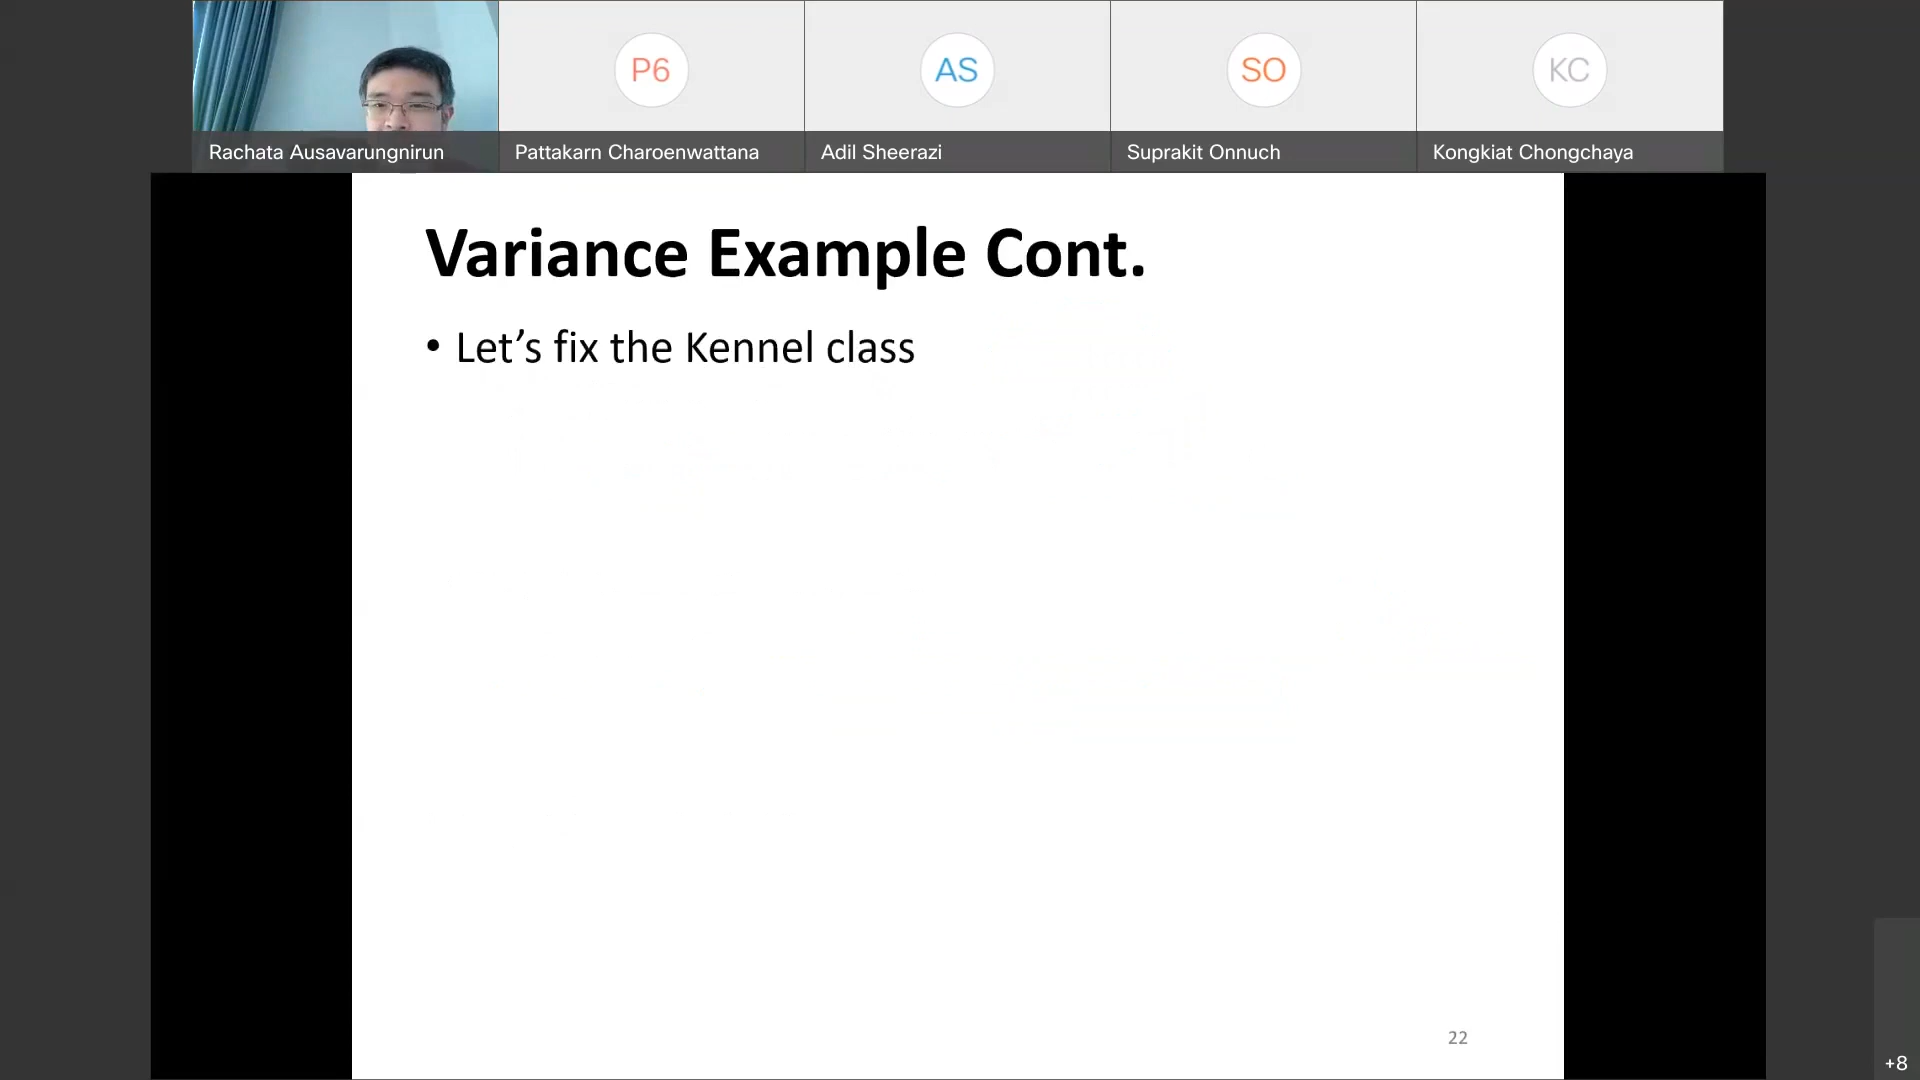 P6
AS
SO
KC
Rachata Ausavarungnirun
Pattakarn Charoenwattana
Adil Sheerazi
Suprakit Onnuch
Kongkiat Chongchaya
Variance Example Cont.
• Let’s fix the Kennel class
22
+8